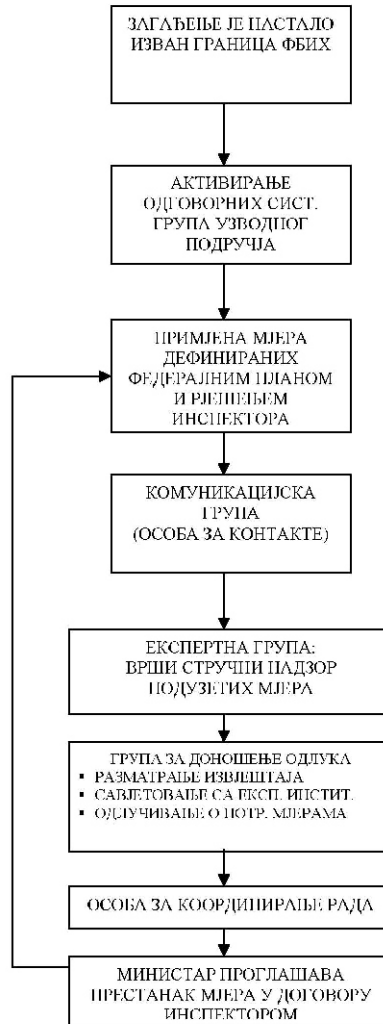 ЗАГАЂЕЊЕ ЈЕ НАСТАЛО
ИЗВАН ГРАНИЦА ФБИХ
АКТИВИРАЊЕ
ОДГОВОРНИХ СИСТ.
ГРУПА УЗВОДНОГ
ПОДРУЧЈА
ПРИМЈЕНА МЈЕРА
ДЕФИНИРАНИХ
ФЕДЕРАЛНИМ ПЛАНОМ
И РЈЕШЕЊЕМ
ИНСПЕКТОРА
КОМУНИКАЦИЈСКА
ГРУПА
(ОСОБА ЗА КОНТАКТЕ)
ЕКСПЕРТНА ГРУПА:
ВРШИ СТРУЧНИ НАДЗОР
ПОДУЗЕТИХ МЈЕРА
ГРУПА ЗА ДОНОШЕЊЕ ОДЛУКА
▪ РАЗМАТРАЊЕ ИЗВЈЕШТАЈА
▪ САВЈЕТОВАЊЕ СА ЕКСП. ИНСТИТ.
▪ ОДЛУЧИВАЊЕ О ПОТР. МЈЕРАМА
ОСОБА ЗА КООРДИНИРАЊЕ РАДА
МИНИСТАР ПРОГЛАШАВА
ПРЕСТАНАК МЈЕРА У ДОГОВОРУ
ИНСПЕКТОРОМ